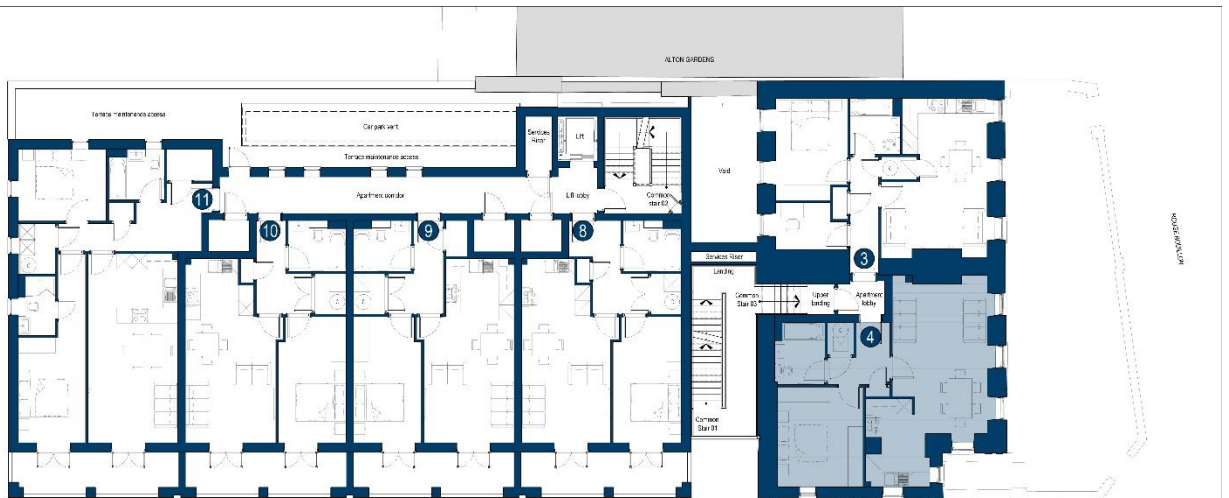 ALTON GARDENS
Terrace maintenance access
Car park vent
Services
Riser
Lift
Terrace maintenance access
Void
11
Apartment corridor
Lift lobby
Common
stair 02
10
9
8
3
Services Riser
Landing
Common
Stair 03
Upper
landing
Apartment
lobby
4
Common
Stair 01